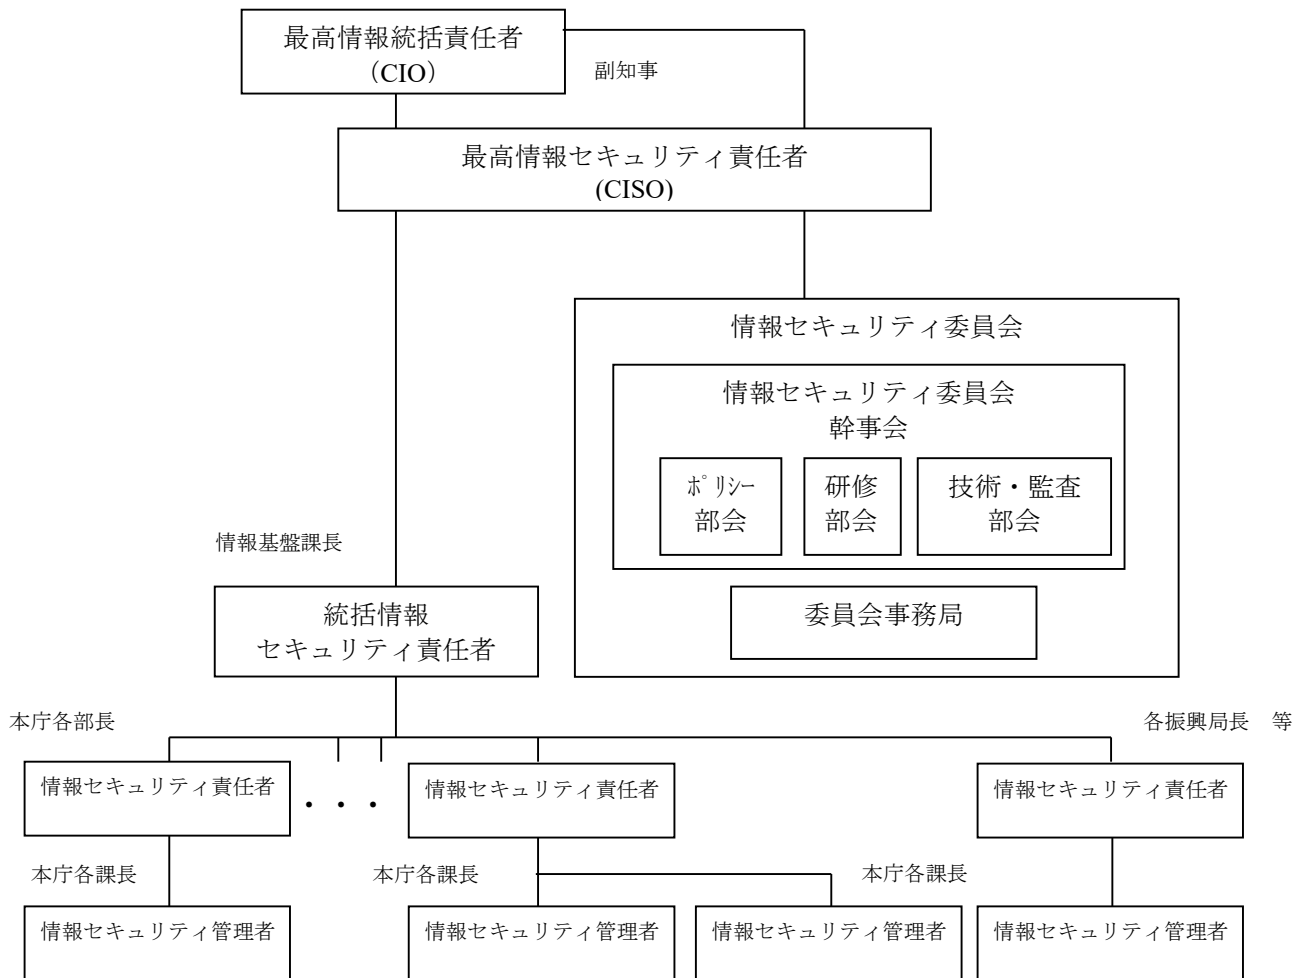 最高情報統括責任者
（CIO）
副知事
最高情報セキュリティ責任者
(CISO)
情報セキュリティ委員会
情報セキュリティ委員会
幹事会
ﾎﾟﾘｼｰ
部会
研修
部会
技術・監査
部会
委員会事務局
情報基盤課長
統括情報
セキュリティ責任者
本庁各部長
各振興局長　等
情報セキュリティ責任者
・・・
情報セキュリティ責任者
情報セキュリティ責任者
本庁各課長
本庁各課長
本庁各課長
情報セキュリティ管理者
情報セキュリティ管理者
情報セキュリティ管理者
情報セキュリティ管理者